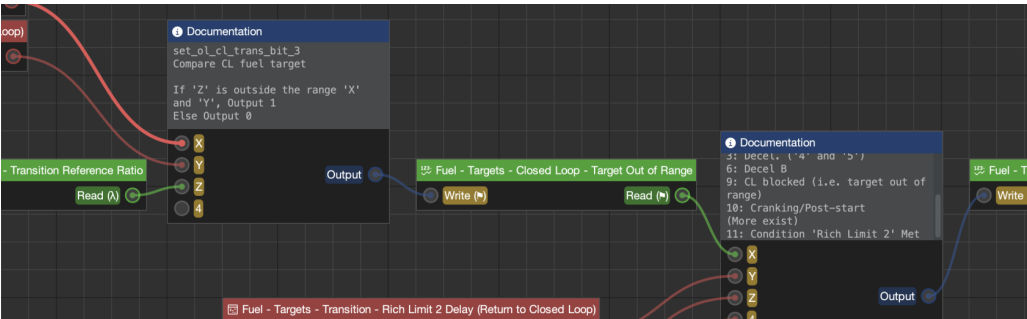 oop)
Documentation
set_ol_cl_trans_bit_3
Compare CL fuel target
If 'Z' is outside the range 'X'
and 'Y', Output 1
Else Output 0
X
Y
Z
4
Output
- Transition Reference Ratio
Read (λ)
Fuel - Targets - Closed Loop - Target Out of Range
Write (⚑)
Read (⚑)
Documentation
3: Decel. ('4' and '5')
6: Decel B
9: CL blocked (i.e. target out of
range)
10: Cranking/Post-start
(More exist)
11: Condition 'Rich Limit 2' Met
X
Y
Z
4
Output
Fuel - T
Write
Fuel - Targets - Transition - Rich Limit 2 Delay (Return to Closed Loop)